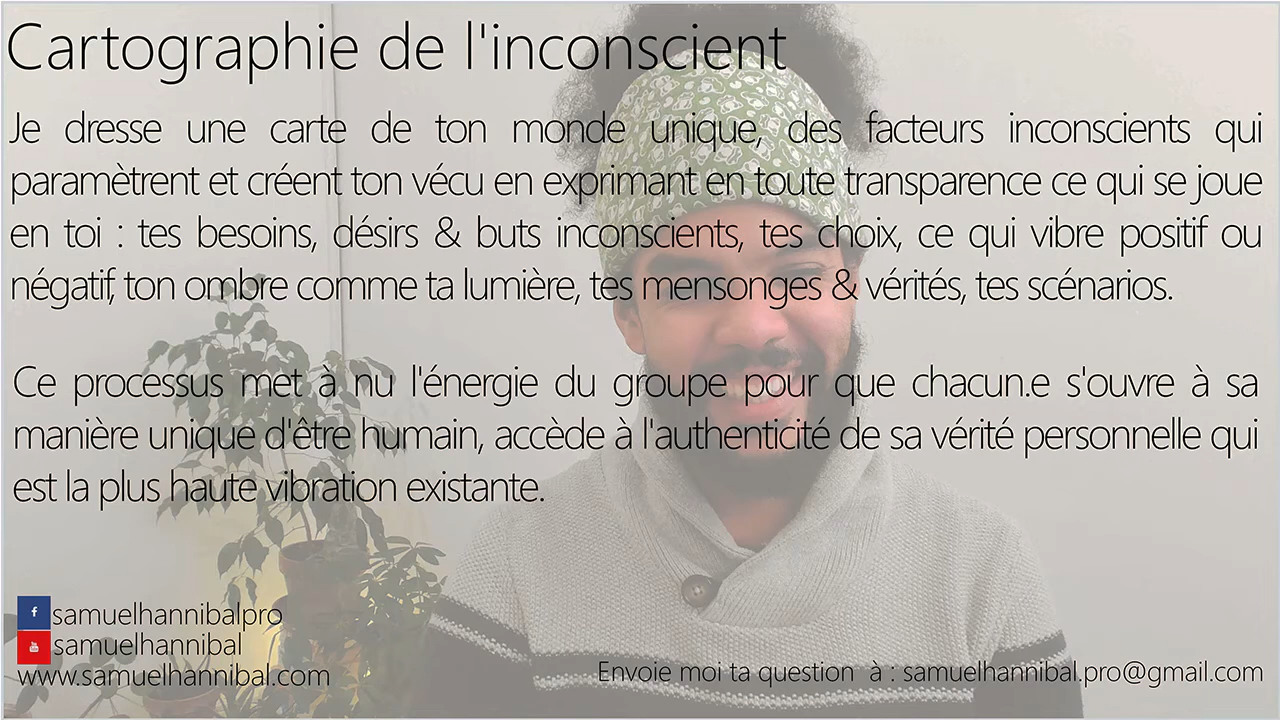 Cartographie de l'inconscient
Je dresse une carte de ton monde unique, des facteurs inconscients qui
paramètrent et créent ton vécu en exprimant en toute transparence ce qui se joue
en toi : tes besoins, désirs & buts inconscients, tes choix, ce qui vibre positif ou
négatif, ton ombre comme ta lumière, tes mensonges & vérités, tes scénarios.
Ce processus met à nu l'énergie du groupe pour que chacun.e s'ouvre à sa
manière unique d'être humain, accède à l'authenticité de sa vérité personnelle qui
est la plus haute vibration existante.
samuelhannibalpro
samuelhannibal
www.samuelhannibal.com
Envoie moi ta question à : samuelhannibal.pro@gmail.com